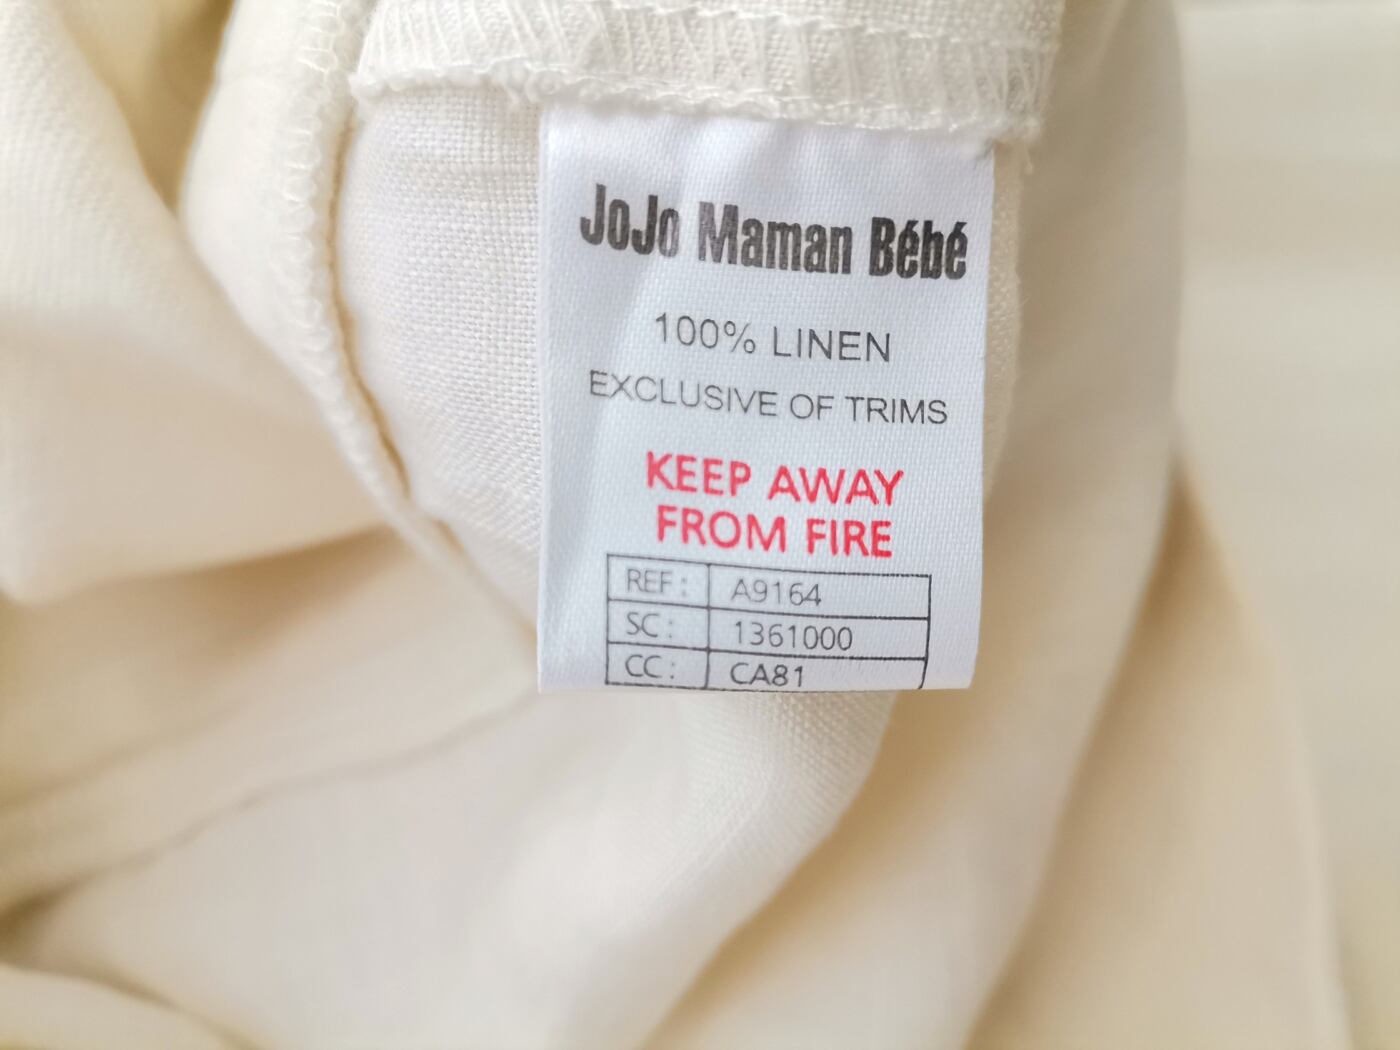 JoJo Maman Bébé
100% LINEN
EXCLUSIVE OF TRIMS
KEEP AWAY
FROM FIRE
REF: A9164
SC: 1361000
CC: CA81